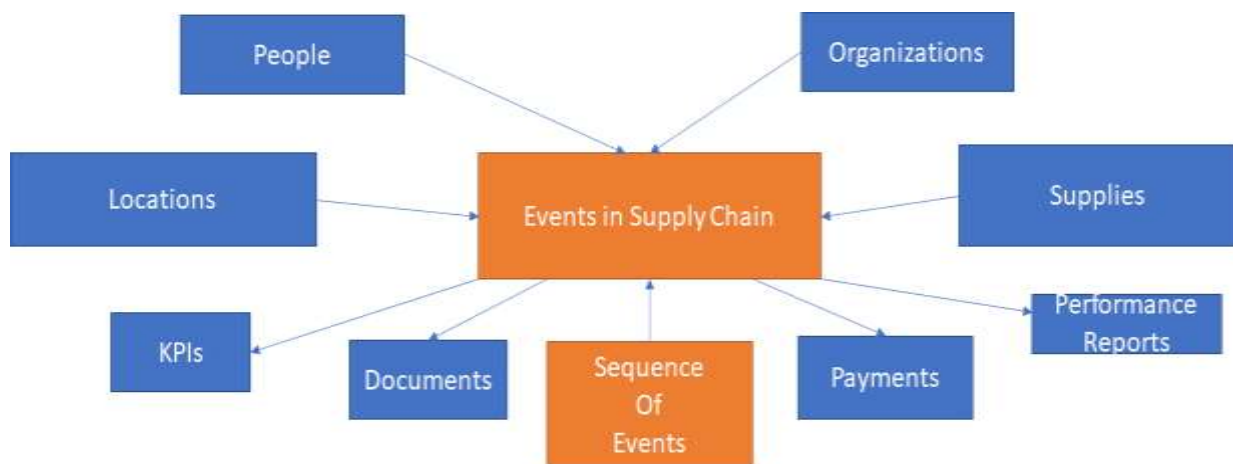 People
Organizations
Locations
Events in Supply Chain
Supplies
KPIs
Documents
Sequence
Of
Events
Payments
Performance
Reports